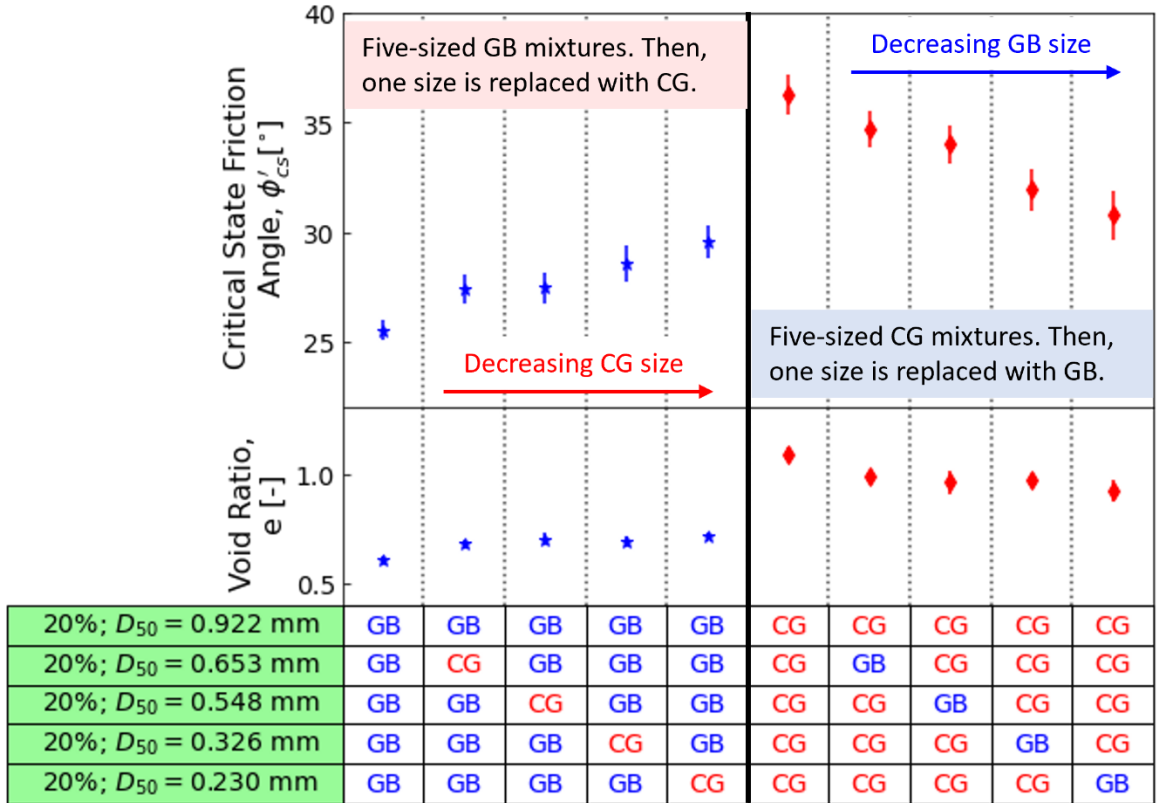 40
35
30
25
Critical State Friction
Angle, ϕ′cs[°]
Five-sized GB mixtures. Then,
one size is replaced with CG.
Decreasing GB size
Decreasing CG size
Five-sized CG mixtures. Then,
one size is replaced with GB.
Void Ratio,
e [-]
1.0
0.5
20%; D50 = 0.922 mm GB GB GB GB GB CG CG CG CG CG
20%; D50 = 0.653 mm GB CG GB GB GB CG GB CG CG CG
20%; D50 = 0.548 mm GB GB CG GB GB CG CG GB CG CG
20%; D50 = 0.326 mm GB GB GB CG GB CG CG CG GB CG
20%; D50 = 0.230 mm GB GB GB GB CG CG CG CG CG GB